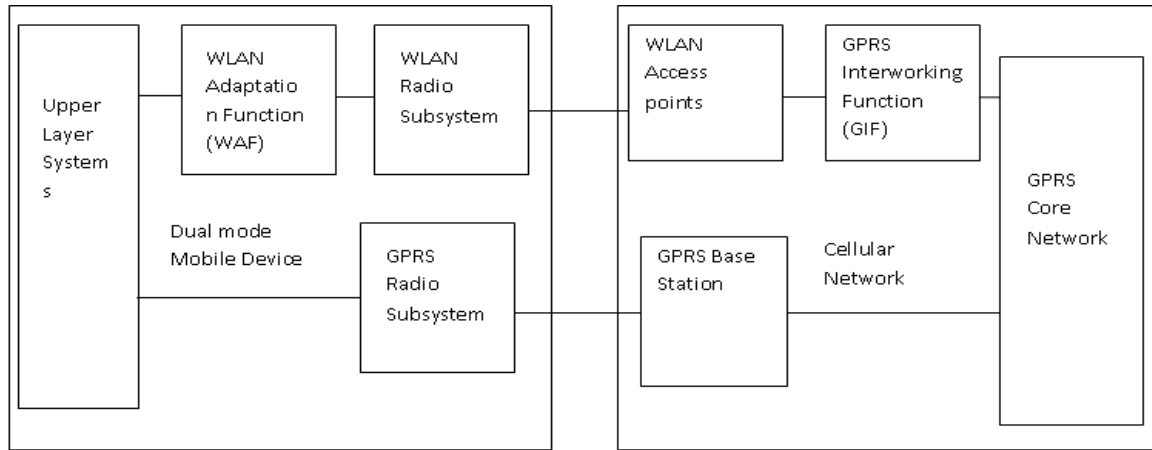 Upper
Layer
System
s
WLAN
Adaptatio
n Function
(WAF)
WLAN
Radio
Subsystem
Dual mode
Mobile Device
GPRS
Radio
Subsystem
WLAN
Access
points
GPRS
Interworking
Function
(GIF)
GPRS Base
Station
Cellular
Network
GPRS
Core
Network